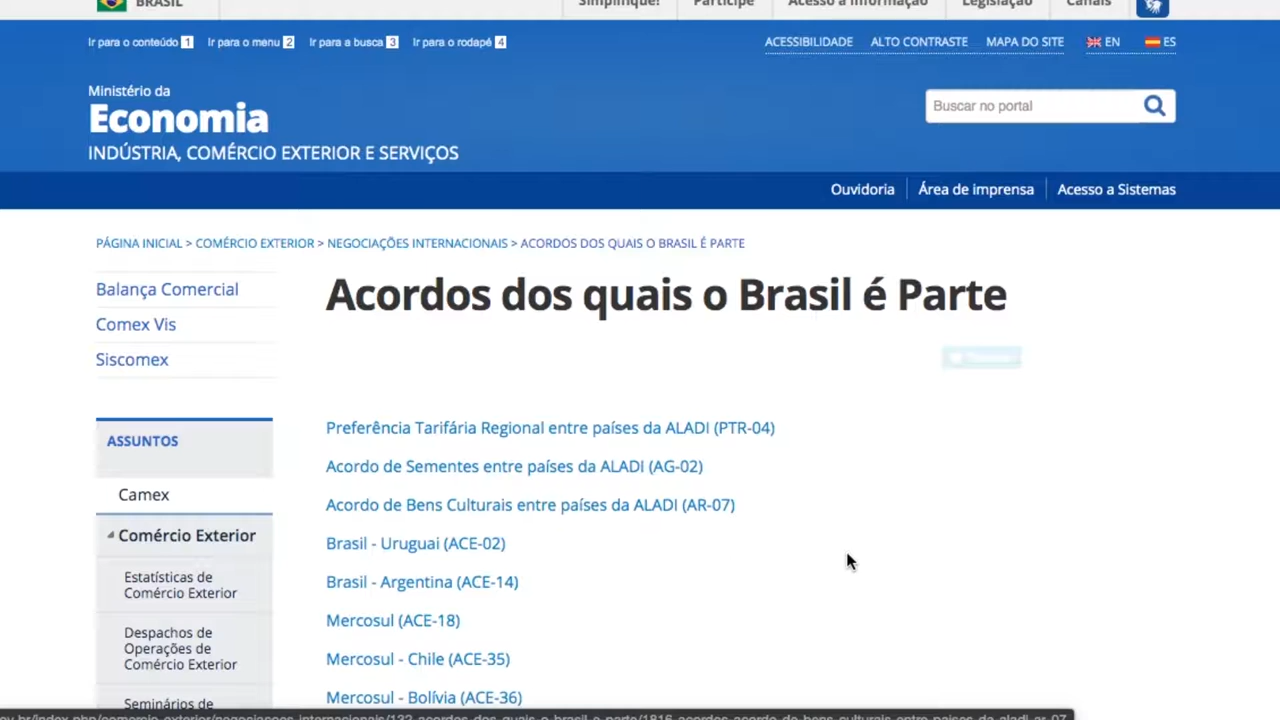 BRASIL
Simplifique! Participe Acesso à informação Legislação Canais
Ir para o conteúdo 1 Ir para o menu 2 Ir para a busca 3 Ir para o rodapé 4
ACESSIBILIDADE ALTO CONTRASTE MAPA DO SITE EN ES
Ministério da
Economia
Buscar no portal
INDÚSTRIA, COMÉRCIO EXTERIOR E SERVIÇOS
Ouvidoria Área de imprensa Acesso a Sistemas
PÁGINA INICIAL > COMÉRCIO EXTERIOR > NEGOCIAÇÕES INTERNACIONAIS > ACORDOS DOS QUAIS O BRASIL É PARTE
Balança Comercial
Comex Vis
Siscomex
ASSUNTOS
Camex
Comércio Exterior
Estatísticas de
Comércio Exterior
Despachos de
Operações de
Comércio Exterior
Seminários de
Acordos dos quais o Brasil é Parte
Preferência Tarifária Regional entre países da ALADI (PTR-04)
Acordo de Sementes entre países da ALADI (AG-02)
Acordo de Bens Culturais entre países da ALADI (AR-07)
Brasil - Uruguai (ACE-02)
Brasil - Argentina (ACE-14)
Mercosul (ACE-18)
Mercosul - Chile (ACE-35)
Mercosul - Bolívia (ACE-36)